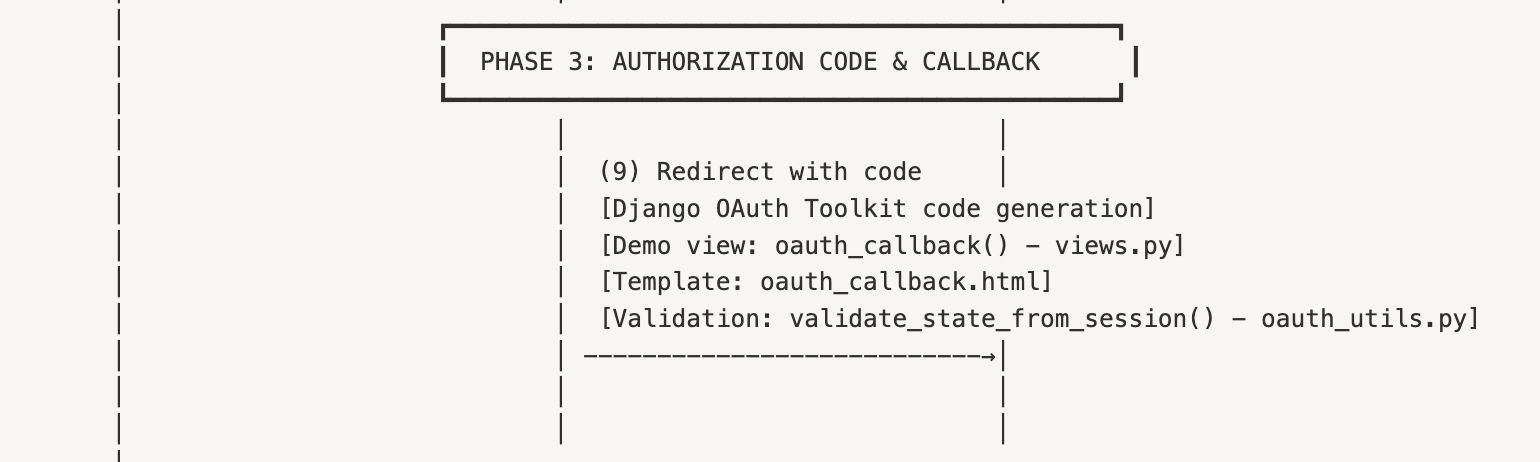 PHASE 3: AUTHORIZATION CODE & CALLBACK
(9) Redirect with code
[Django OAuth Toolkit code generation]
[Demo view: oauth_callback() – views.py]
[Template: oauth_callback.html]
[Validation: validate_state_from_session() – oauth_utils.py]